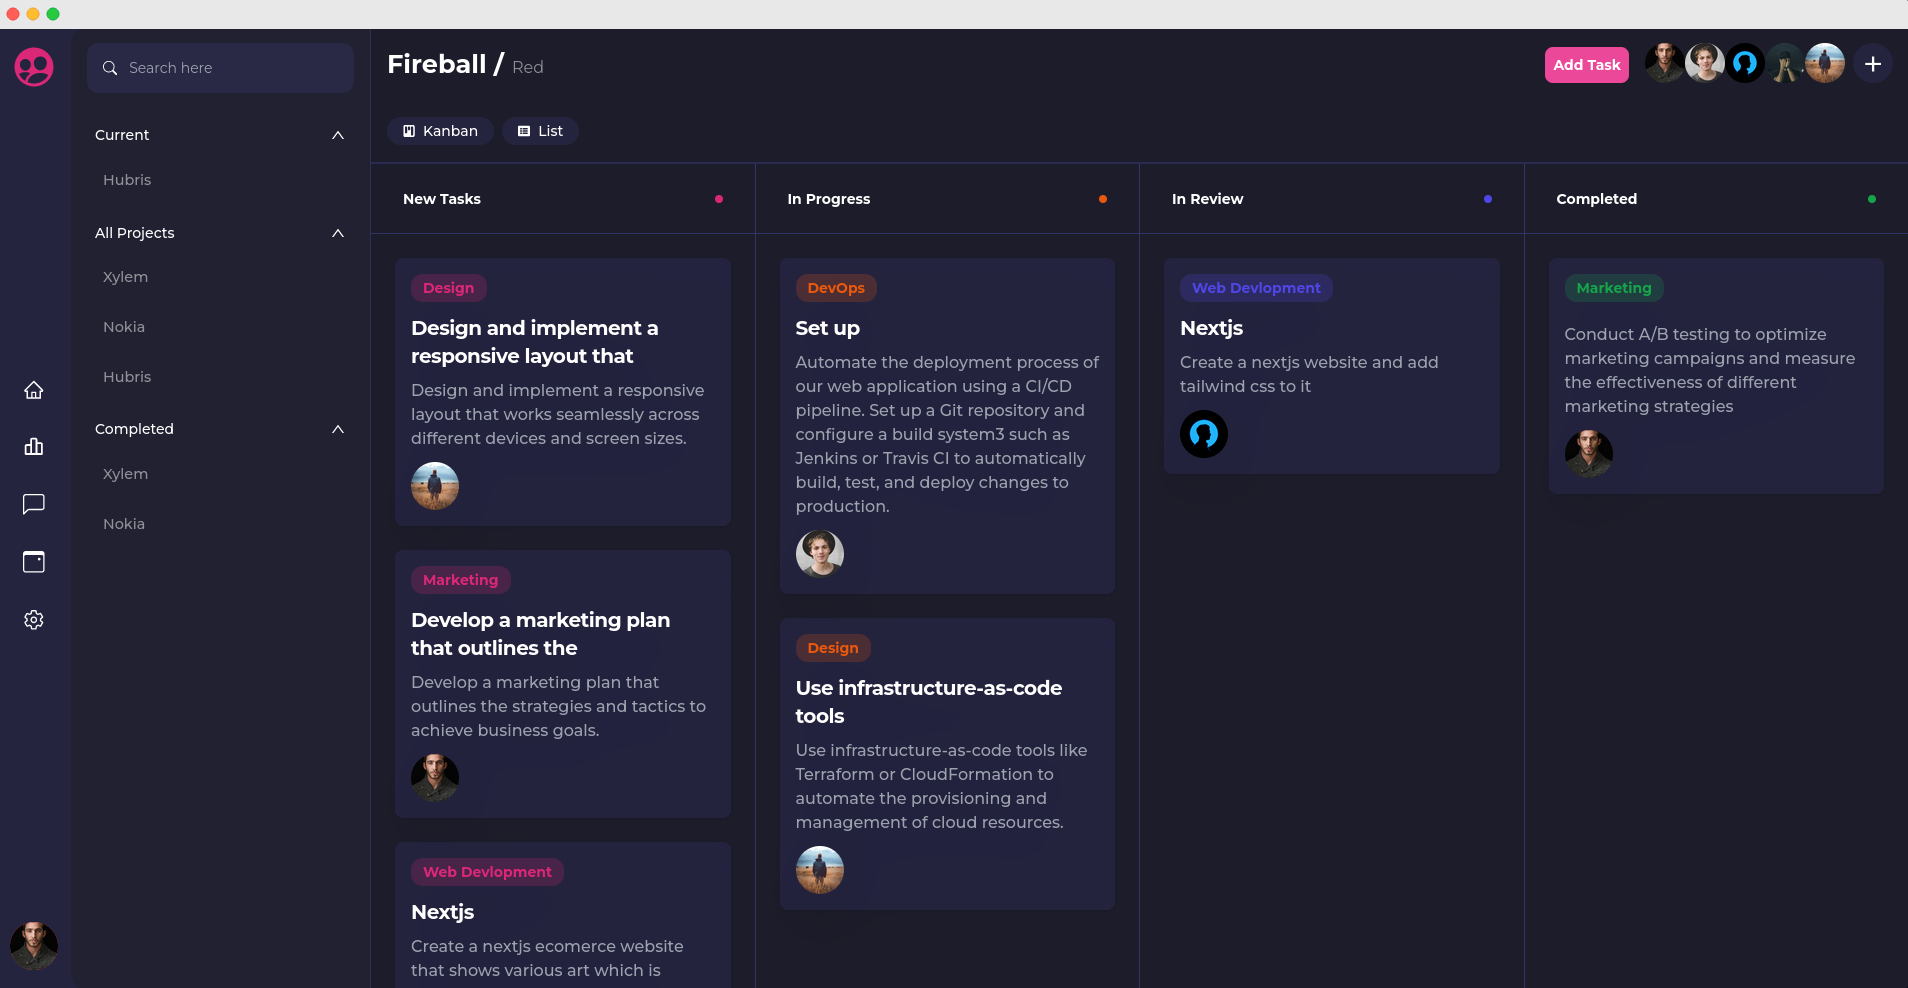 Search here
Current
Hubris
All Projects
Xylem
Nokia
Hubris
Completed
Xylem
Nokia
Fireball / Red
Add Task
Kanban
List
New Tasks
Design
Design and implement a
responsive layout that
Design and implement a responsive
layout that works seamlessly across
different devices and screen sizes.
Marketing
Develop a marketing plan
that outlines the
Develop a marketing plan that
outlines the strategies and tactics to
achieve business goals.
Web Devlopment
Nextjs
Create a nextjs ecomerce website
that shows various art which is
In Progress
DevOps
Set up
Automate the deployment process of
our web application using a CI/CD
pipeline. Set up a Git repository and
configure a build system3 such as
Jenkins or Travis CI to automatically
build, test, and deploy changes to
production.
Design
Use infrastructure-as-code
tools
Use infrastructure-as-code tools like
Terraform or CloudFormation to
automate the provisioning and
management of cloud resources.
In Review
Web Devlopment
Nextjs
Create a nextjs website and add
tailwind css to it
Completed
Marketing
Conduct A/B testing to optimize
marketing campaigns and measure
the effectiveness of different
marketing strategies